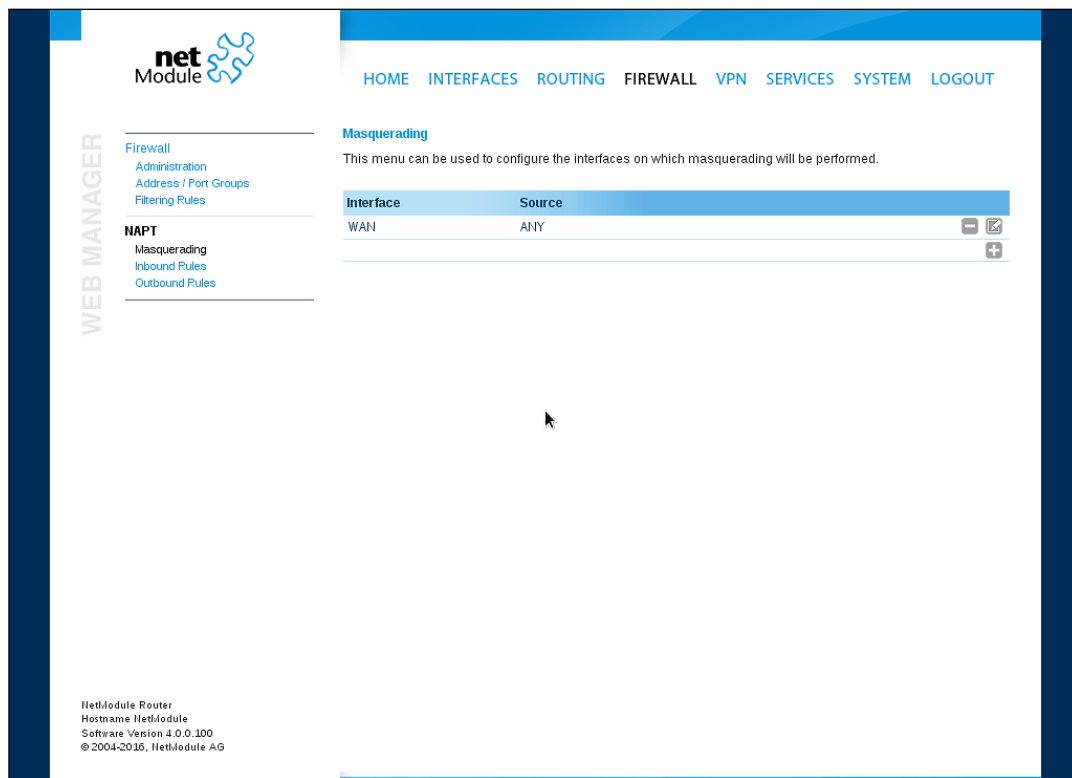 net
Module
HOME INTERFACES ROUTING FIREWALL VPN SERVICES SYSTEM LOGOUT
WEB MANAGER
Firewall
Administration
Address / Port Groups
Filtering Rules
NAPT
Masquerading
Inbound Rules
Outbound Rules
Masquerading
This menu can be used to configure the interfaces on which masquerading will be performed.
Interface Source
WAN ANY
NetModule Router
Hostname NetModule
Software Version 4.0.0.100
© 2004-2016, NetModule AG